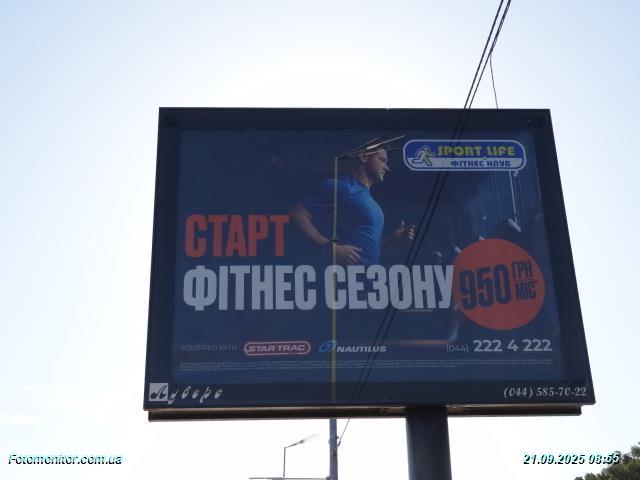 SPORT LIFE
ФІТНЕС КЛУБ
СТАРТ
ФІТНЕС СЕЗОНУ
950 ГРН/МІС*
EQUIPPED WITH STAR TRAC NAUTILUS
(044) 222 4 222
Лувера
(044) 585-70-22
Fotomonitor.com.ua
21.09.2025 08:55